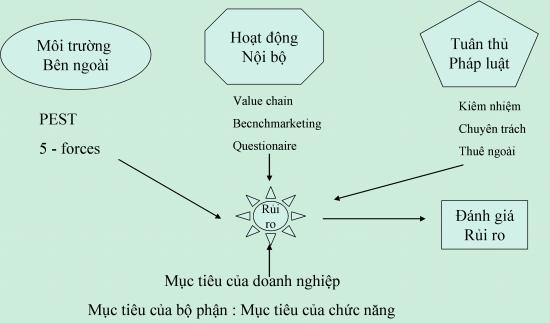 Môi trường
Bên ngoài
Hoạt động
Nội bộ
Tuân thủ
Pháp luật
PEST
5 - forces
Value chain
Becnchmarketing
Questionaire
Kiêm nhiệm
Chuyên trách
Thuê ngoài
Rủi
ro
Đánh giá
Rủi ro
Mục tiêu của doanh nghiệp
Mục tiêu của bộ phận : Mục tiêu của chức năng